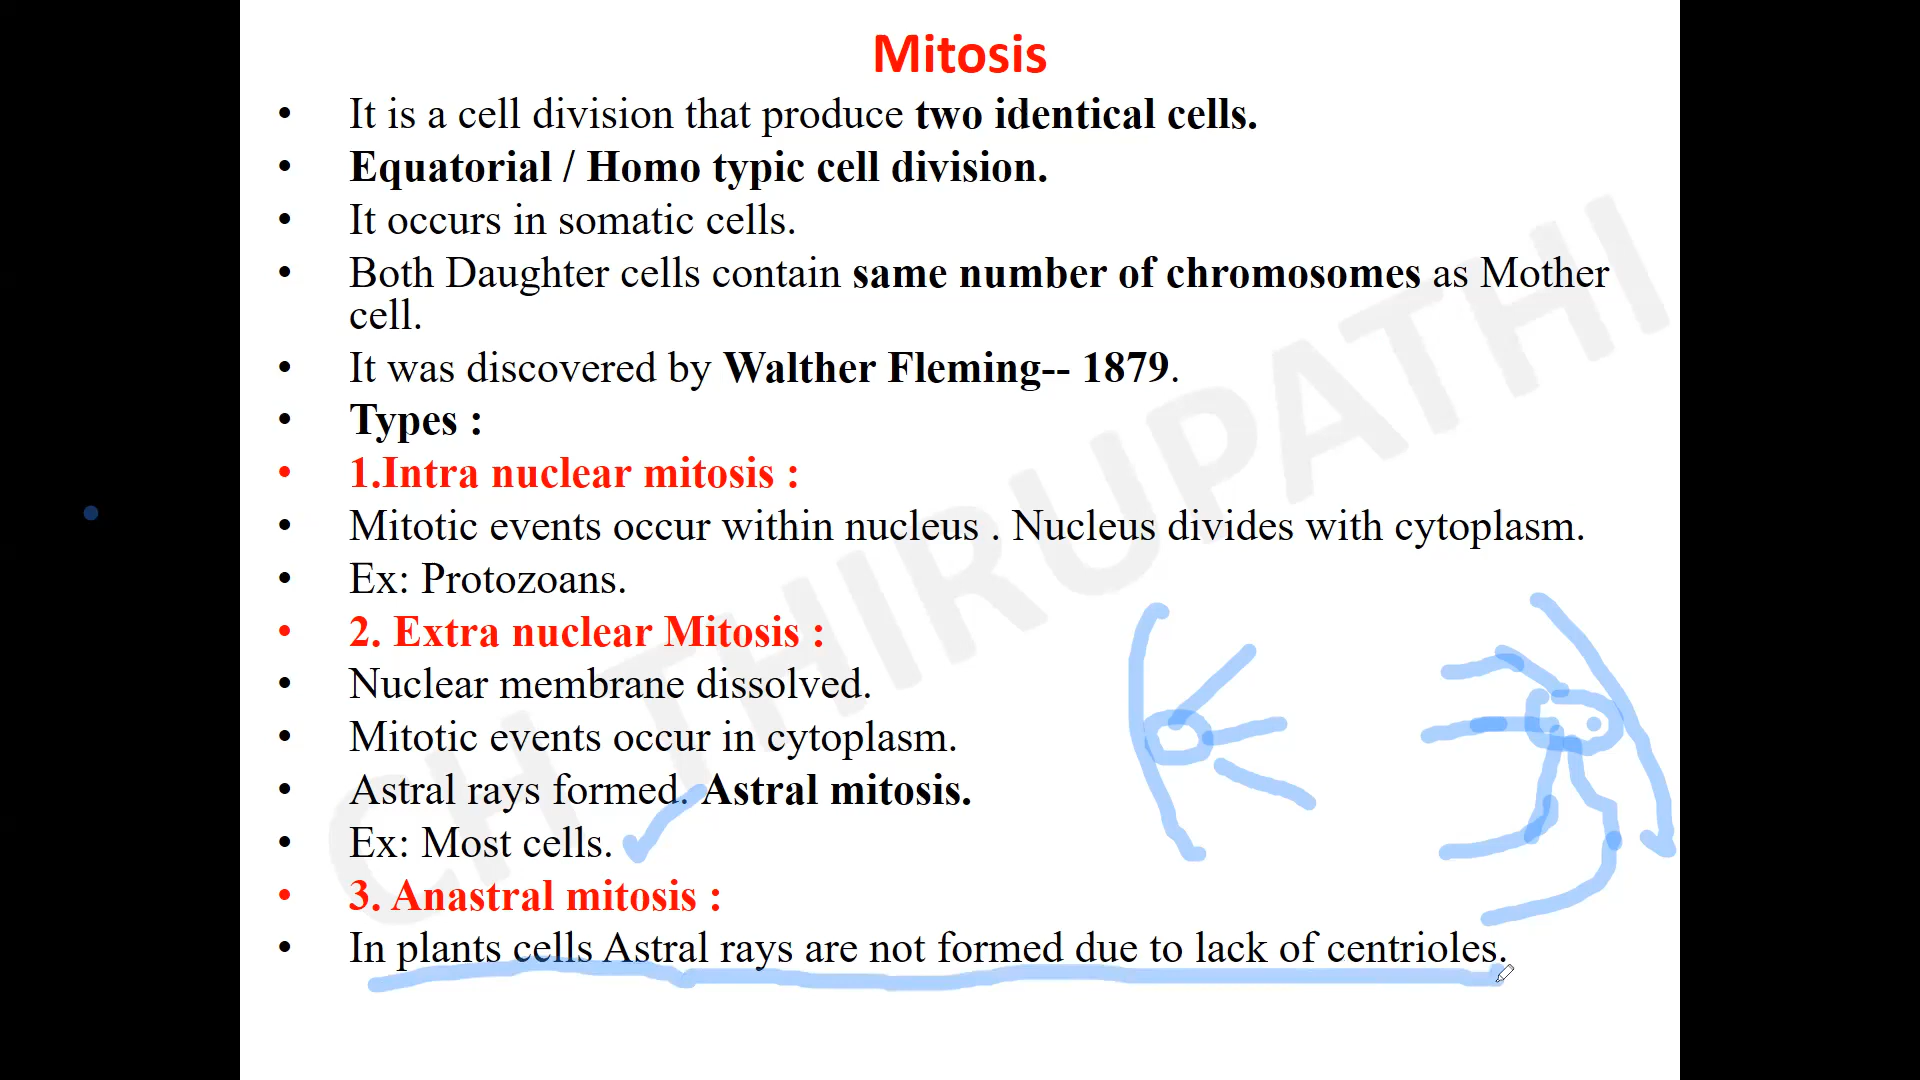 Mitosis
• It is a cell division that produce two identical cells.
• Equatorial / Homo typic cell division.
• It occurs in somatic cells.
• Both Daughter cells contain same number of chromosomes as Mother
cell.
• It was discovered by Walther Fleming-- 1879.
• Types :
• 1.Intra nuclear mitosis :
• Mitotic events occur within nucleus . Nucleus divides with cytoplasm.
• Ex: Protozoans.
• 2. Extra nuclear Mitosis :
• Nuclear membrane dissolved.
• Mitotic events occur in cytoplasm.
• Astral rays formed. Astral mitosis.
• Ex: Most cells.
• 3. Anastral mitosis :
• In plants cells Astral rays are not formed due to lack of centrioles.
CH THIRUPATHI